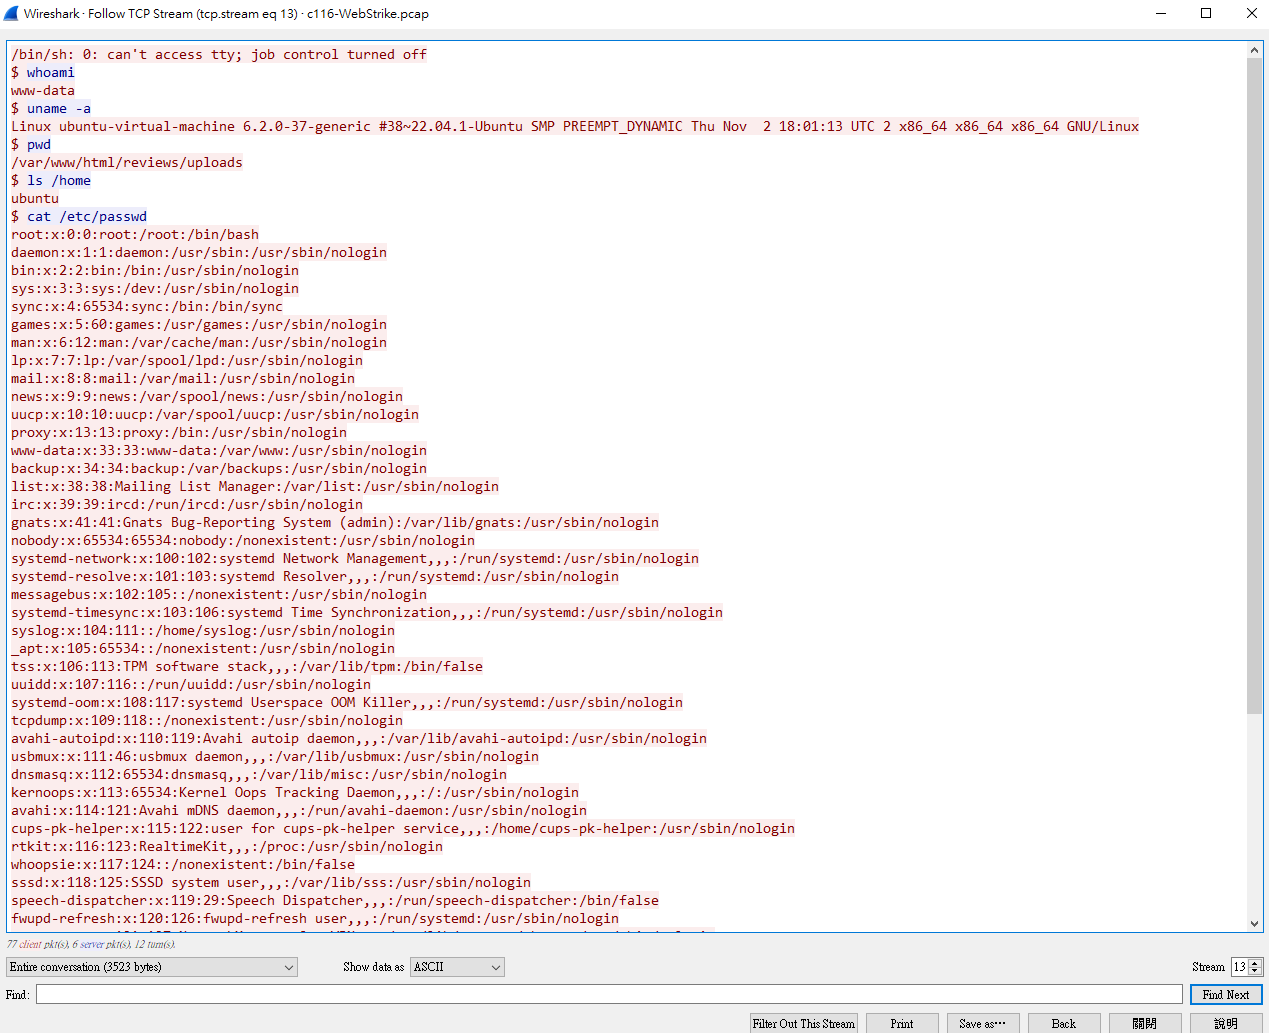 Wireshark · Follow TCP Stream (tcp.stream eq 13) · c116-WebStrike.pcap
/bin/sh: 0: can't access tty; job control turned off
$ whoami
www-data
$ uname -a
Linux ubuntu-virtual-machine 6.2.0-37-generic #38~22.04.1-Ubuntu SMP PREEMPT_DYNAMIC Thu Nov  2 18:01:13 UTC 2 x86_64 x86_64 x86_64 GNU/Linux
$ pwd
/var/www/html/reviews/uploads
$ ls /home
ubuntu
$ cat /etc/passwd
root:x:0:0:root:/root:/bin/bash
daemon:x:1:1:daemon:/usr/sbin:/usr/sbin/nologin
bin:x:2:2:bin:/bin:/usr/sbin/nologin
sys:x:3:3:sys:/dev:/usr/sbin/nologin
sync:x:4:65534:sync:/bin:/bin/sync
games:x:5:60:games:/usr/games:/usr/sbin/nologin
man:x:6:12:man:/var/cache/man:/usr/sbin/nologin
lp:x:7:7:lp:/var/spool/lpd:/usr/sbin/nologin
mail:x:8:8:mail:/var/mail:/usr/sbin/nologin
news:x:9:9:news:/var/spool/news:/usr/sbin/nologin
uucp:x:10:10:uucp:/var/spool/uucp:/usr/sbin/nologin
proxy:x:13:13:proxy:/bin:/usr/sbin/nologin
www-data:x:33:33:www-data:/var/www:/usr/sbin/nologin
backup:x:34:34:backup:/var/backups:/usr/sbin/nologin
list:x:38:38:Mailing List Manager:/var/list:/usr/sbin/nologin
irc:x:39:39:ircd:/run/ircd:/usr/sbin/nologin
gnats:x:41:41:Gnats Bug-Reporting System (admin):/var/lib/gnats:/usr/sbin/nologin
nobody:x:65534:65534:nobody:/nonexistent:/usr/sbin/nologin
systemd-network:x:100:102:systemd Network Management,,,:/run/systemd:/usr/sbin/nologin
systemd-resolve:x:101:103:systemd Resolver,,,:/run/systemd:/usr/sbin/nologin
messagebus:x:102:105::/nonexistent:/usr/sbin/nologin
systemd-timesync:x:103:106:systemd Time Synchronization,,,:/run/systemd:/usr/sbin/nologin
syslog:x:104:111::/home/syslog:/usr/sbin/nologin
_apt:x:105:65534::/nonexistent:/usr/sbin/nologin
tss:x:106:113:TPM software stack,,,:/var/lib/tpm:/bin/false
uuidd:x:107:116::/run/uuidd:/usr/sbin/nologin
systemd-oom:x:108:117:systemd Userspace OOM Killer,,,:/run/systemd:/usr/sbin/nologin
tcpdump:x:109:118::/nonexistent:/usr/sbin/nologin
avahi-autoipd:x:110:119:Avahi autoip daemon,,,:/var/lib/avahi-autoipd:/usr/sbin/nologin
usbmux:x:111:46:usbmux daemon,,,:/var/lib/usbmux:/usr/sbin/nologin
dnsmasq:x:112:65534:dnsmasq,,,:/var/lib/misc:/usr/sbin/nologin
kernoops:x:113:65534:Kernel Oops Tracking Daemon,,,:/:/usr/sbin/nologin
avahi:x:114:121:Avahi mDNS daemon,,,:/run/avahi-daemon:/usr/sbin/nologin
cups-pk-helper:x:115:122:user for cups-pk-helper service,,,:/home/cups-pk-helper:/usr/sbin/nologin
rtkit:x:116:123:RealtimeKit,,,:/proc:/usr/sbin/nologin
whoopsie:x:117:124::/nonexistent:/bin/false
sssd:x:118:125:SSSD system user,,,:/var/lib/sss:/usr/sbin/nologin
speech-dispatcher:x:119:29:Speech Dispatcher,,,:/run/speech-dispatcher:/bin/false
fwupd-refresh:x:120:126:fwupd-refresh user,,,:/run/systemd:/usr/sbin/nologin
77 client pkt(s), 6 server pkt(s), 12 turn(s).
Entire conversation (3523 bytes) Show data as ASCII Stream 13
Find: Find Next
Filter Out This Stream Print Save as… Back 關閉 說明